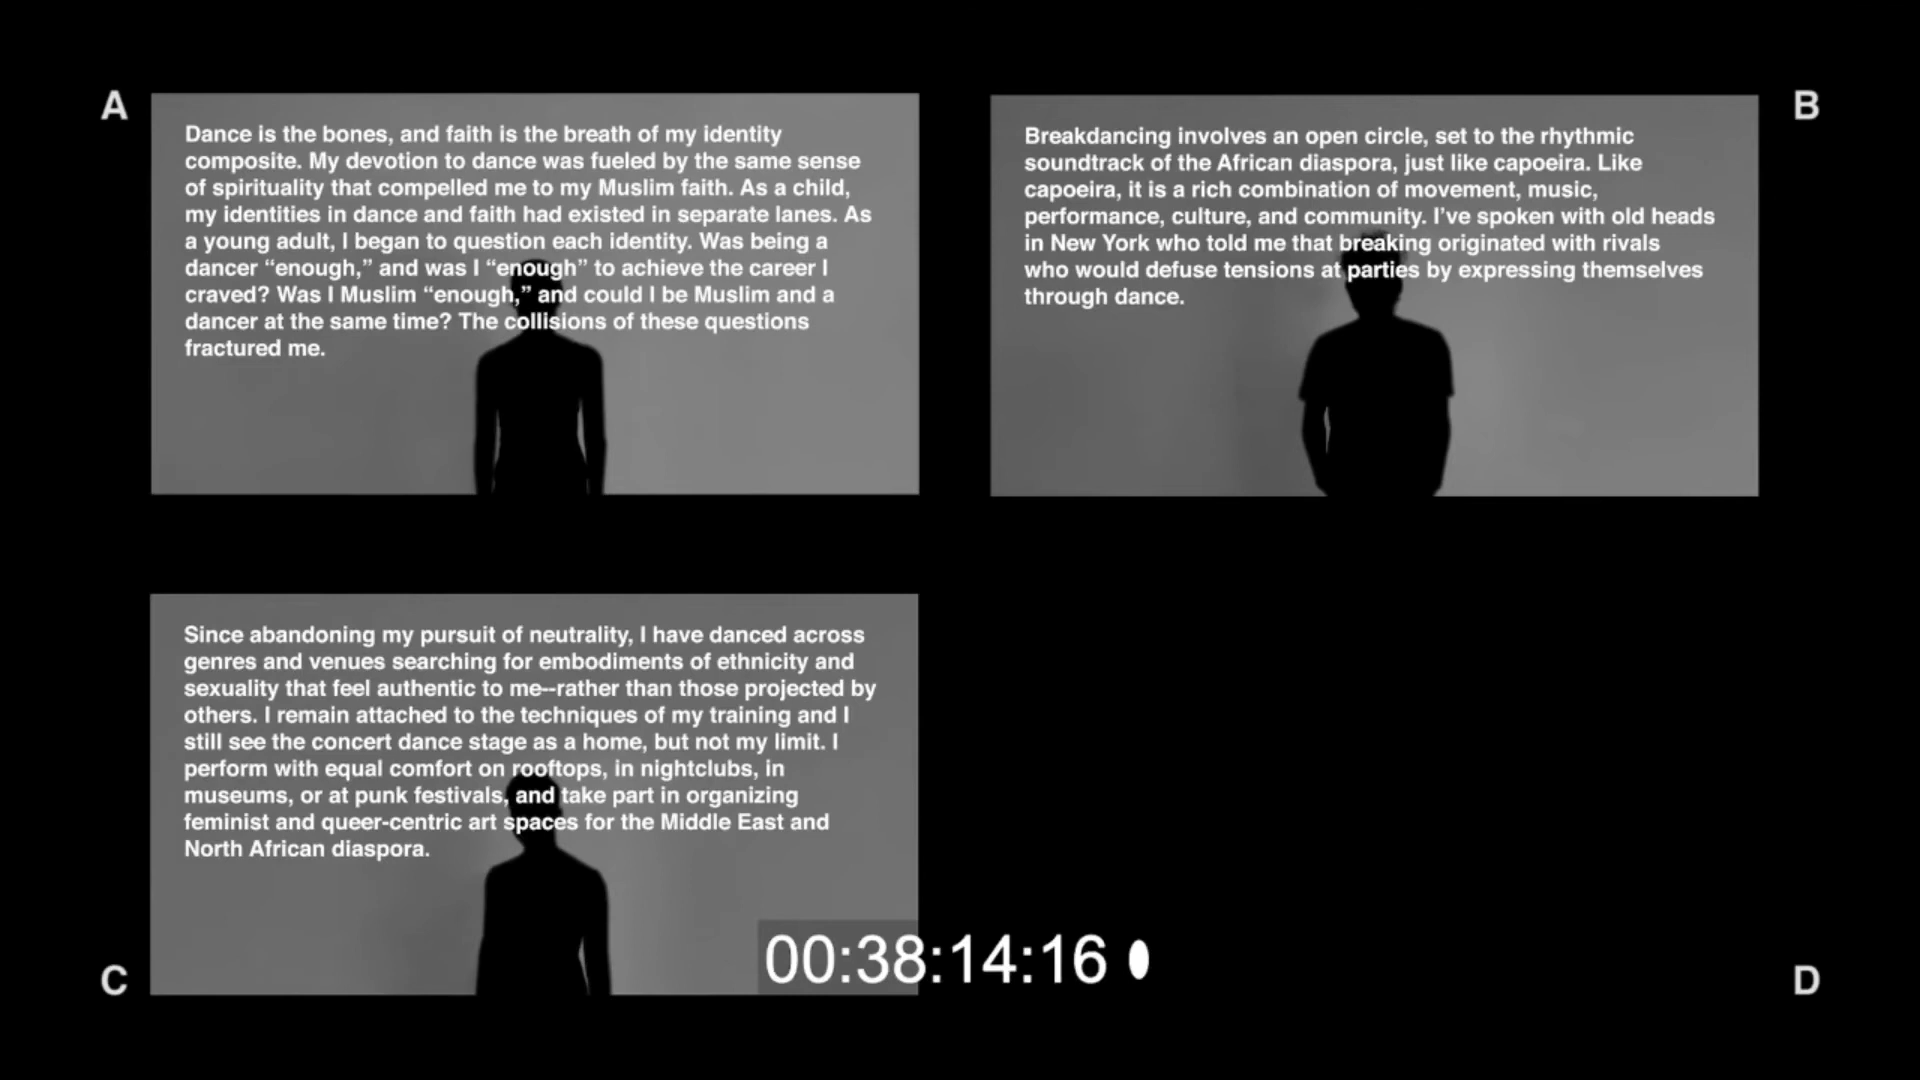 A
Dance is the bones, and faith is the breath of my identity
composite. My devotion to dance was fueled by the same sense
of spirituality that compelled me to my Muslim faith. As a child,
my identities in dance and faith had existed in separate lanes. As
a young adult, I began to question each identity. Was being a
dancer “enough,” and was I “enough” to achieve the career I
craved? Was I Muslim “enough,” and could I be Muslim and a
dancer at the same time? The collisions of these questions
fractured me.
B
Breakdancing involves an open circle, set to the rhythmic
soundtrack of the African diaspora, just like capoeira. Like
capoeira, it is a rich combination of movement, music,
performance, culture, and community. I’ve spoken with old heads
in New York who told me that breaking originated with rivals
who would defuse tensions at parties by expressing themselves
through dance.
C
Since abandoning my pursuit of neutrality, I have danced across
genres and venues searching for embodiments of ethnicity and
sexuality that feel authentic to me--rather than those projected by
others. I remain attached to the techniques of my training and I
still see the concert dance stage as a home, but not my limit. I
perform with equal comfort on rooftops, in nightclubs, in
museums, or at punk festivals, and take part in organizing
feminist and queer-centric art spaces for the Middle East and
North African diaspora.
00:38:14:16
D